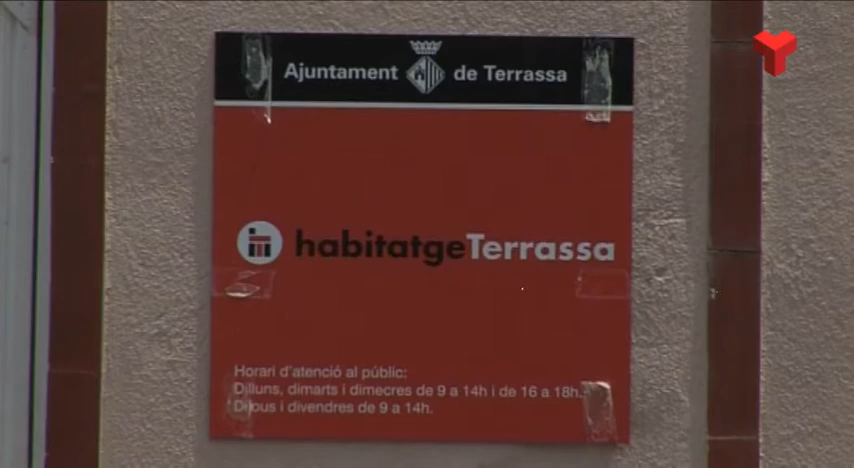 Ajuntament de Terrassa
habitatgeTerrassa
Horari d'atenció al públic:
Dilluns, dimarts i dimecres de 9 a 14h i de 16 a 18h.
Dijous i divendres de 9 a 14h.